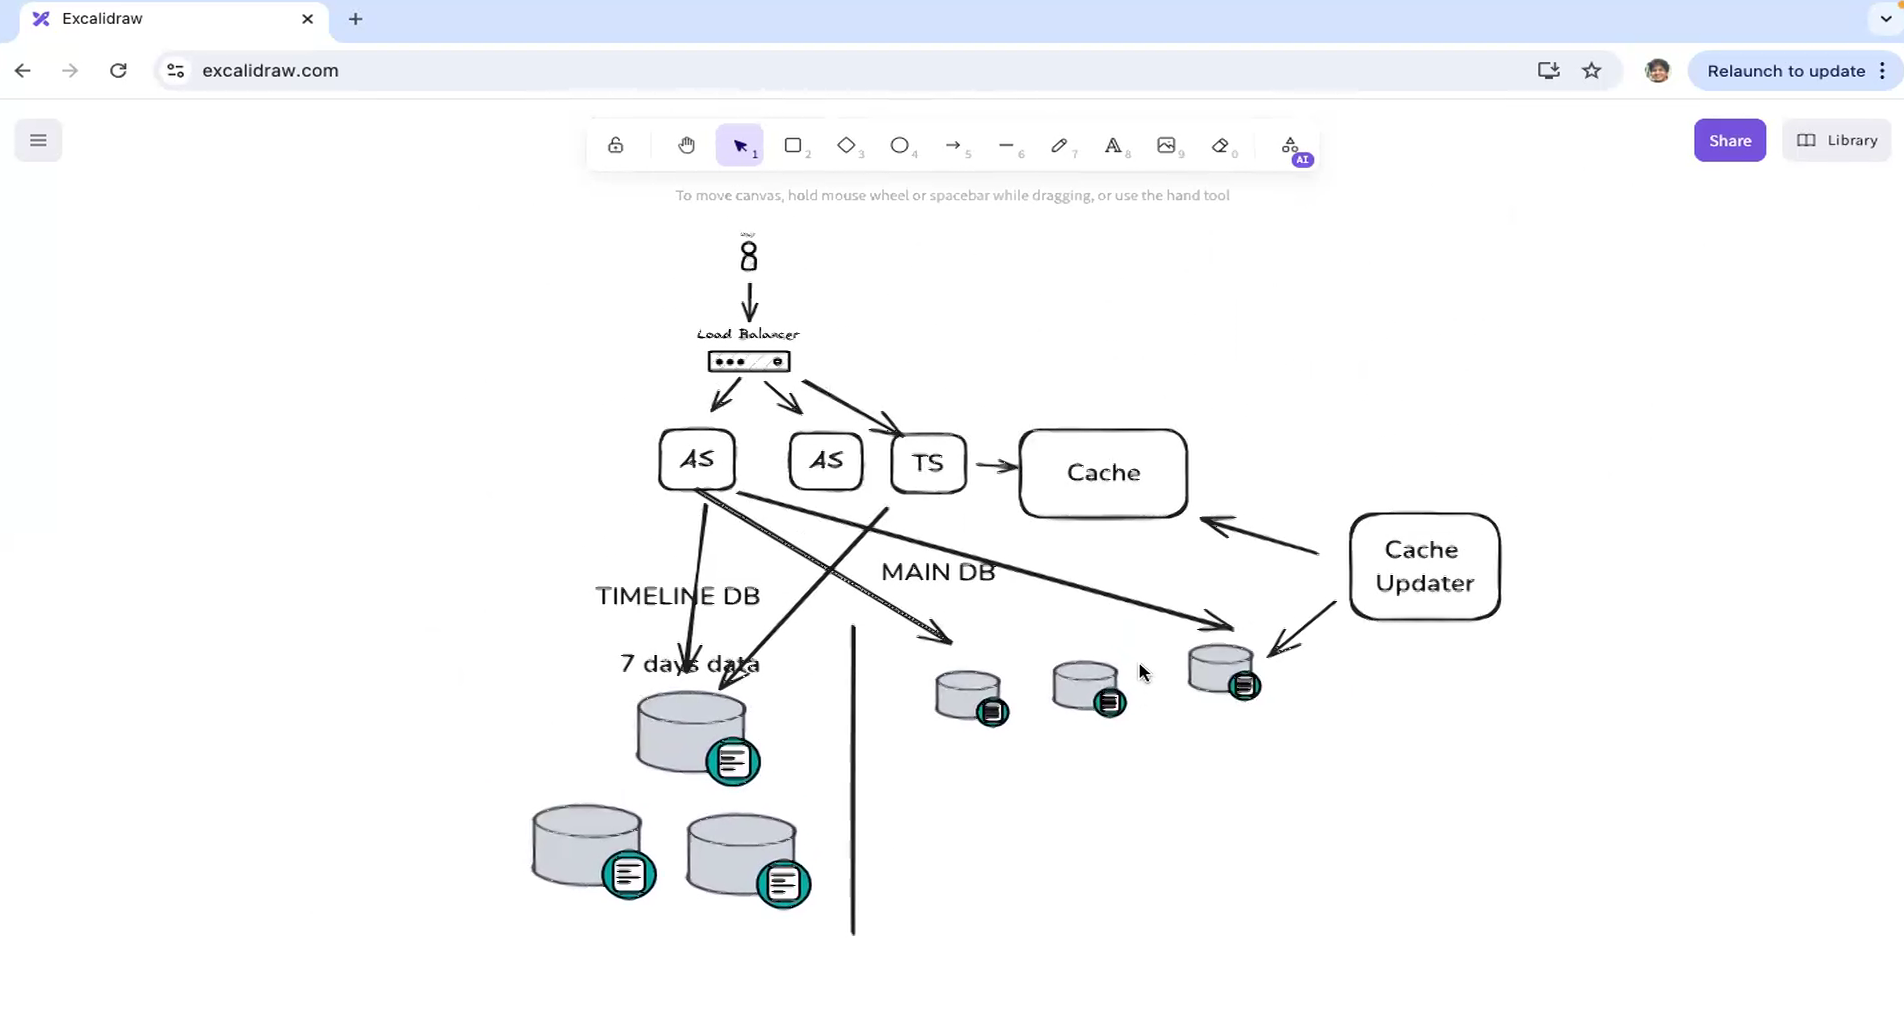 Excalidraw
excalidraw.com
Relaunch to update
1
2
3
4
5
6
7
8
9
0
AI
Share
Library
To move canvas, hold mouse wheel or spacebar while dragging, or use the hand tool
Load Balancer
AS
AS
TS
Cache
Cache
Updater
MAIN DB
TIMELINE DB
7 days data